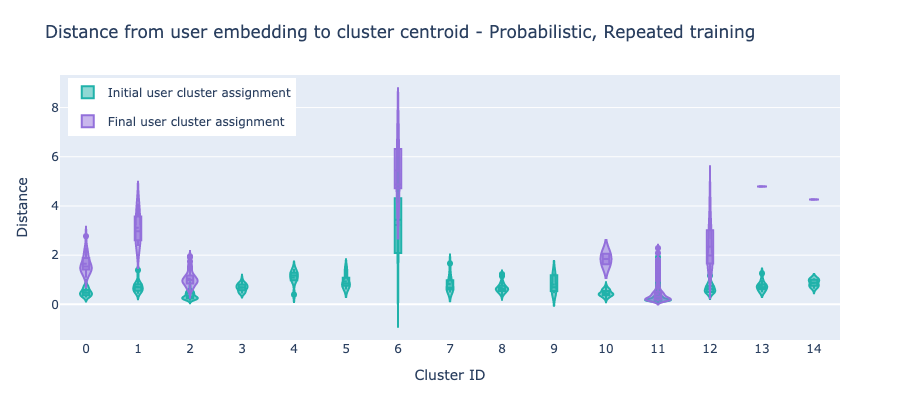 Distance from user embedding to cluster centroid - Probabilistic, Repeated training
Initial user cluster assignment
Final user cluster assignment
8
6
4
2
0
Distance
0 1 2 3 4 5 6 7 8 9 10 11 12 13 14
Cluster ID